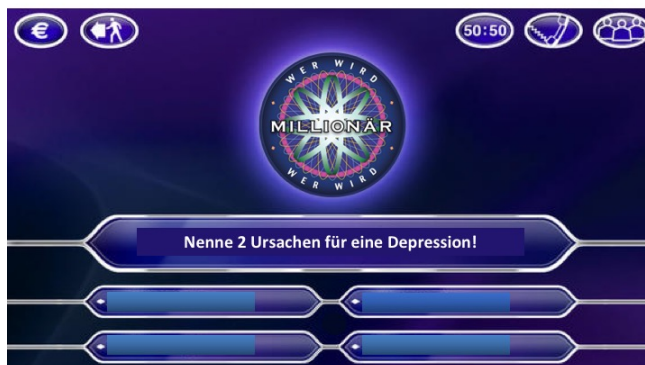 €
50:50
WER WIRD
MILLIONÄR
WER WIRD
Nenne 2 Ursachen für eine Depression!